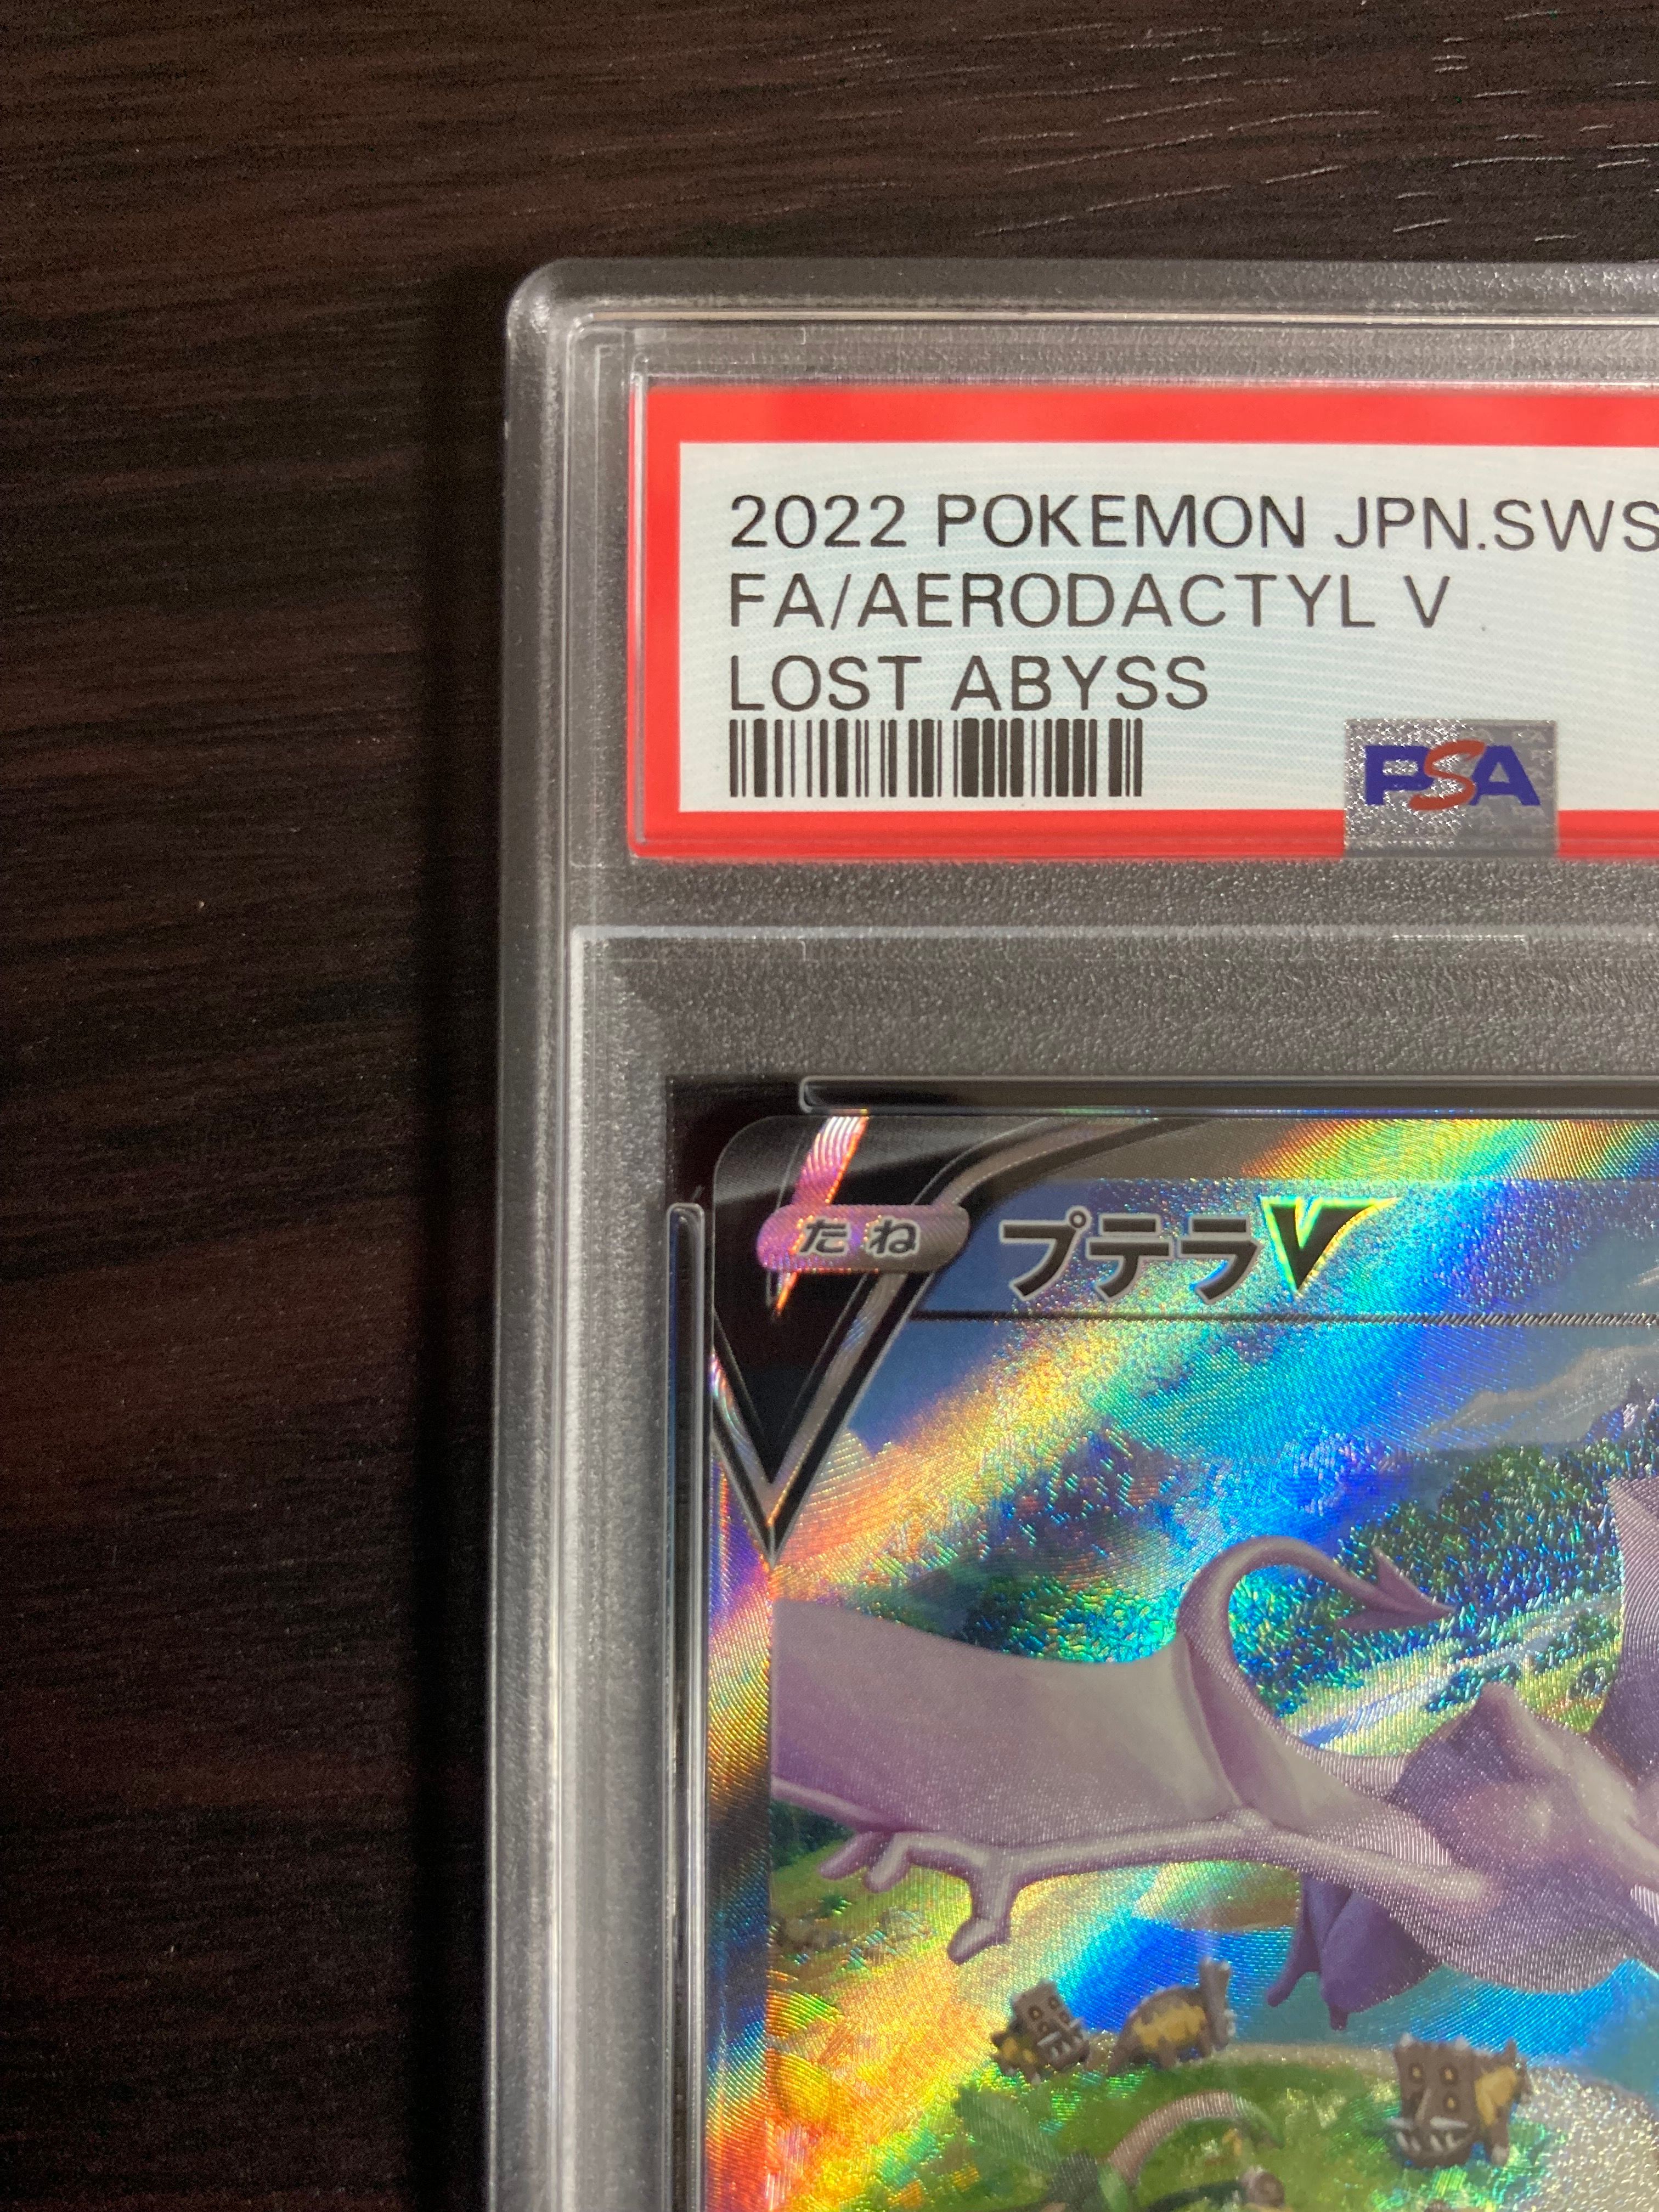 2022 POKEMON JPN.SWS
FA/AERODACTYL V
LOST ABYSS
PSA
たね プテラV